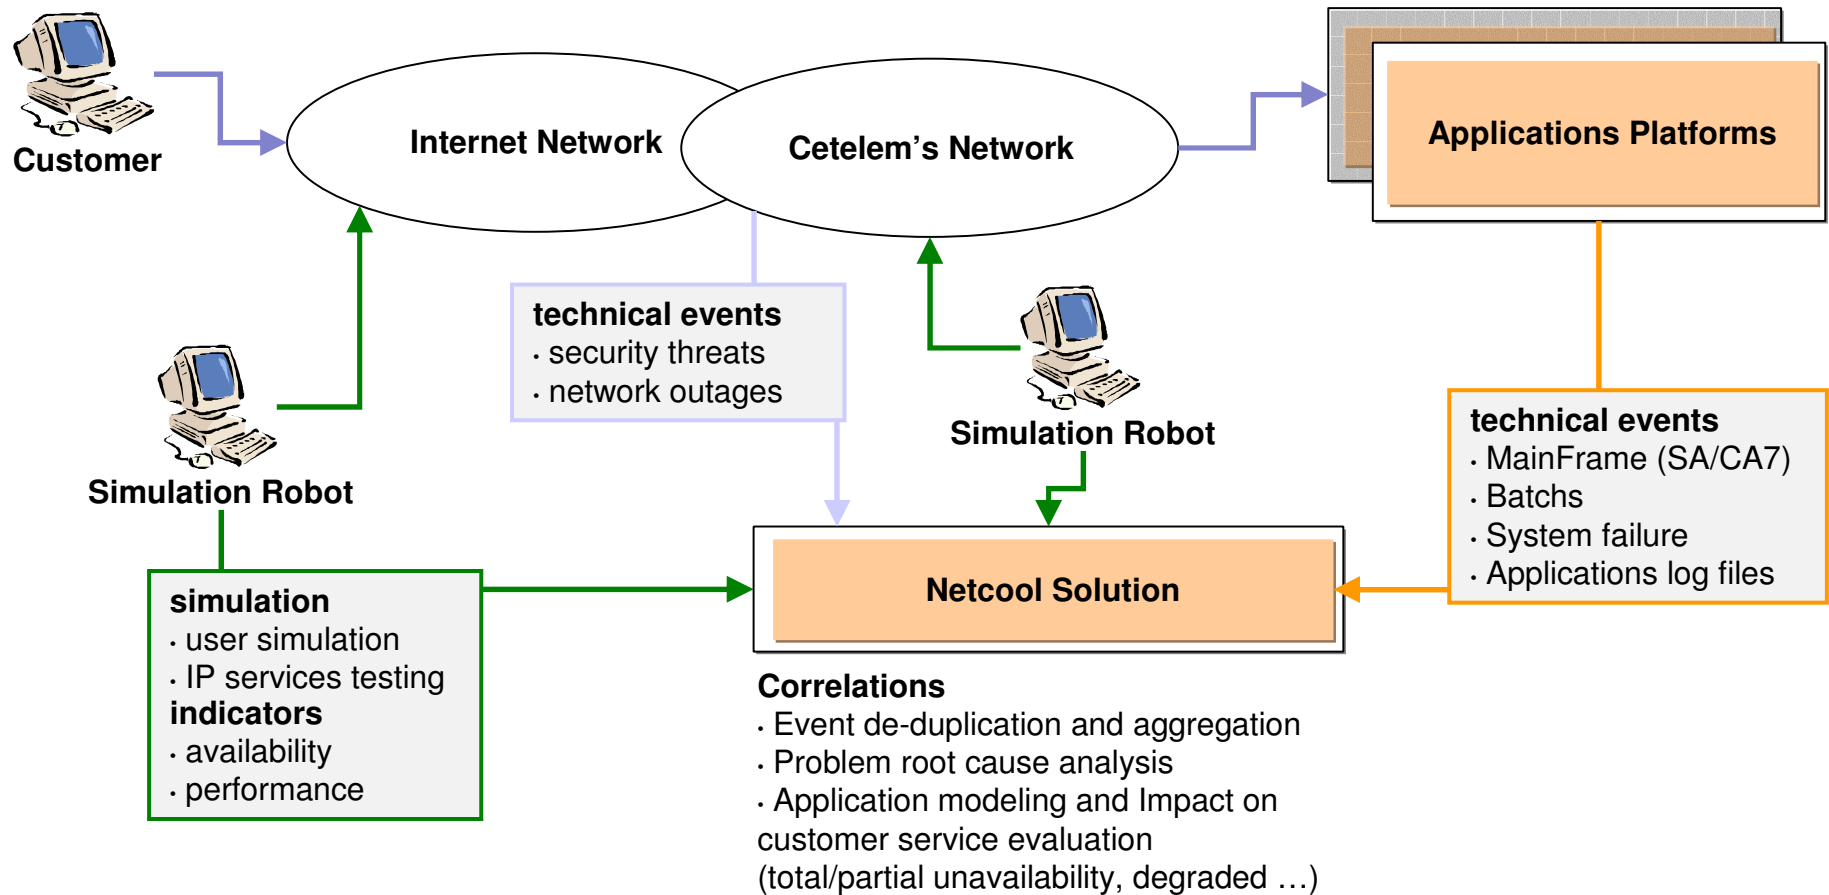 Customer
Internet Network
Cetelem's Network
Applications Platforms
technical events
· security threats
· network outages
Simulation Robot
Simulation Robot
technical events
· MainFrame (SA/CA7)
· Batchs
· System failure
· Applications log files
simulation
· user simulation
· IP services testing
indicators
· availability
· performance
Netcool Solution
Correlations
· Event de-duplication and aggregation
· Problem root cause analysis
· Application modeling and Impact on
customer service evaluation
(total/partial unavailability, degraded …)